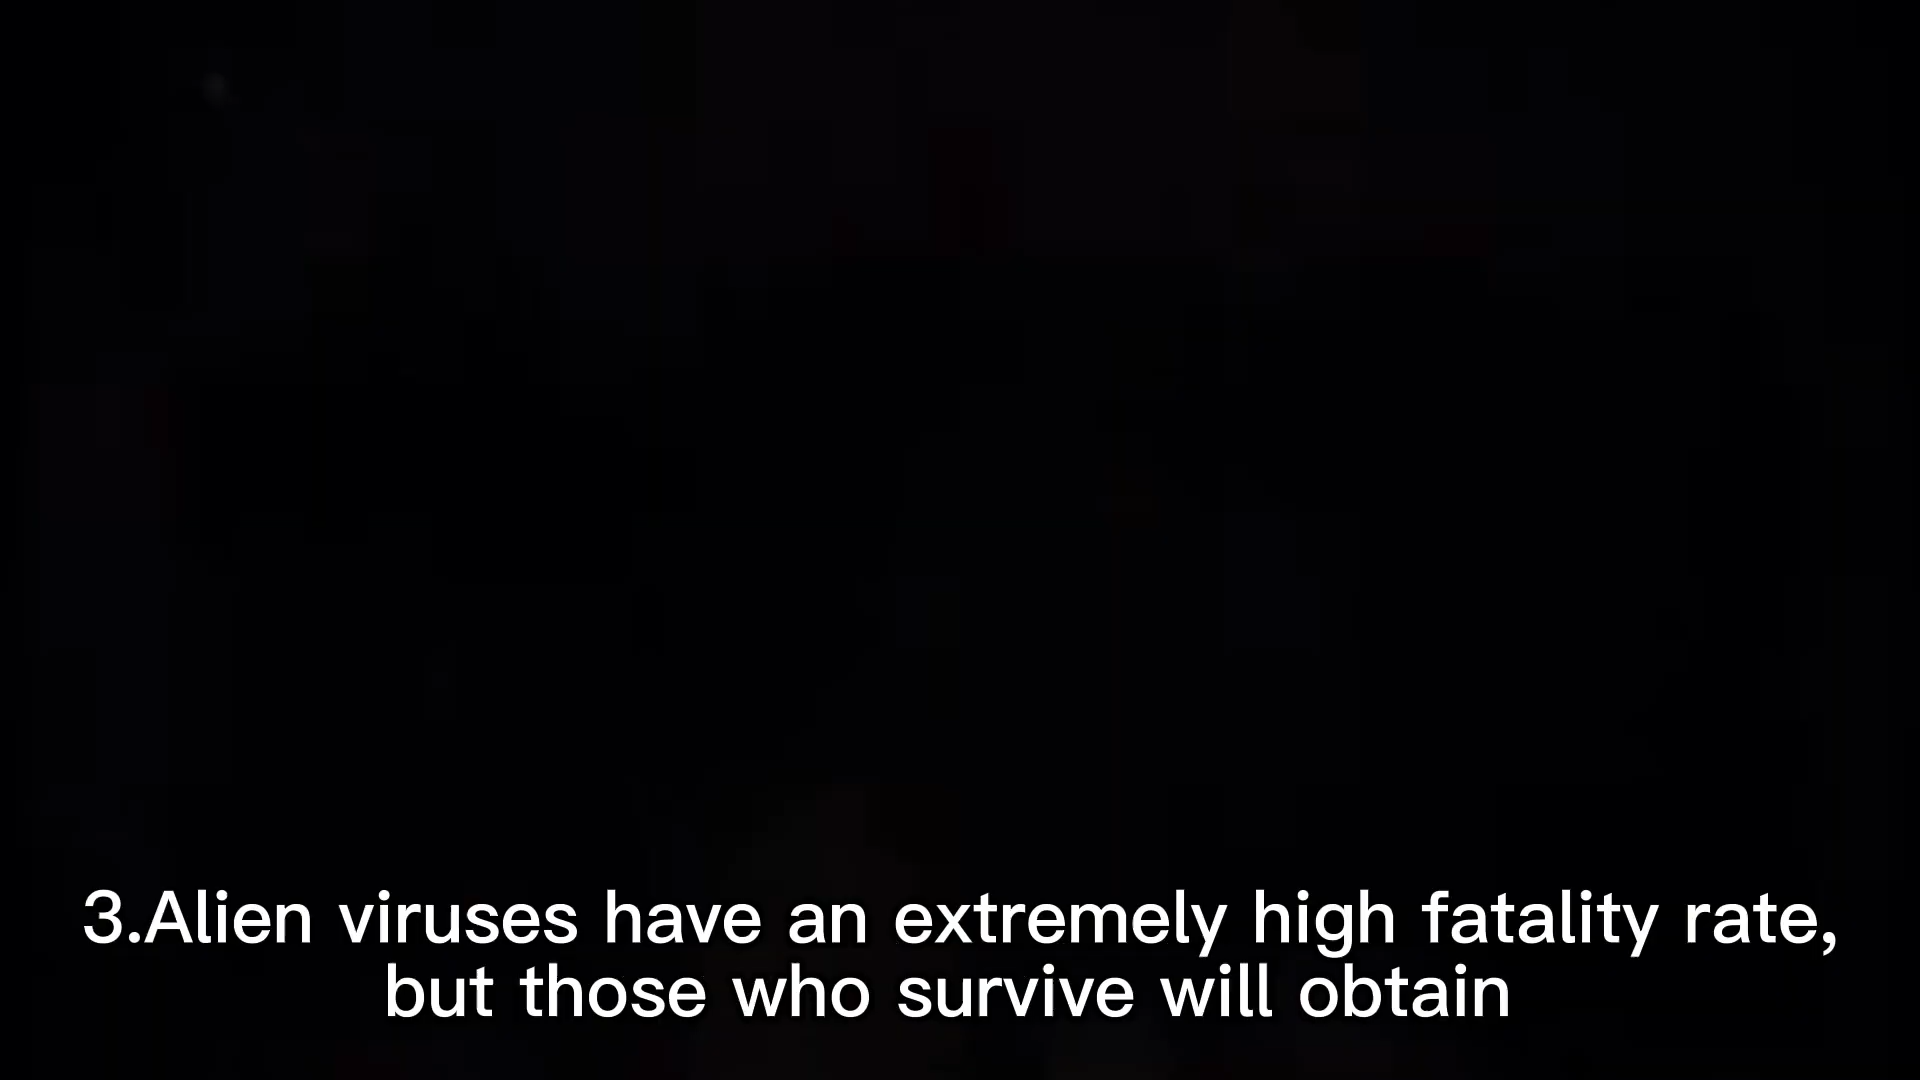 3.Alien viruses have an extremely high fatality rate,
but those who survive will obtain